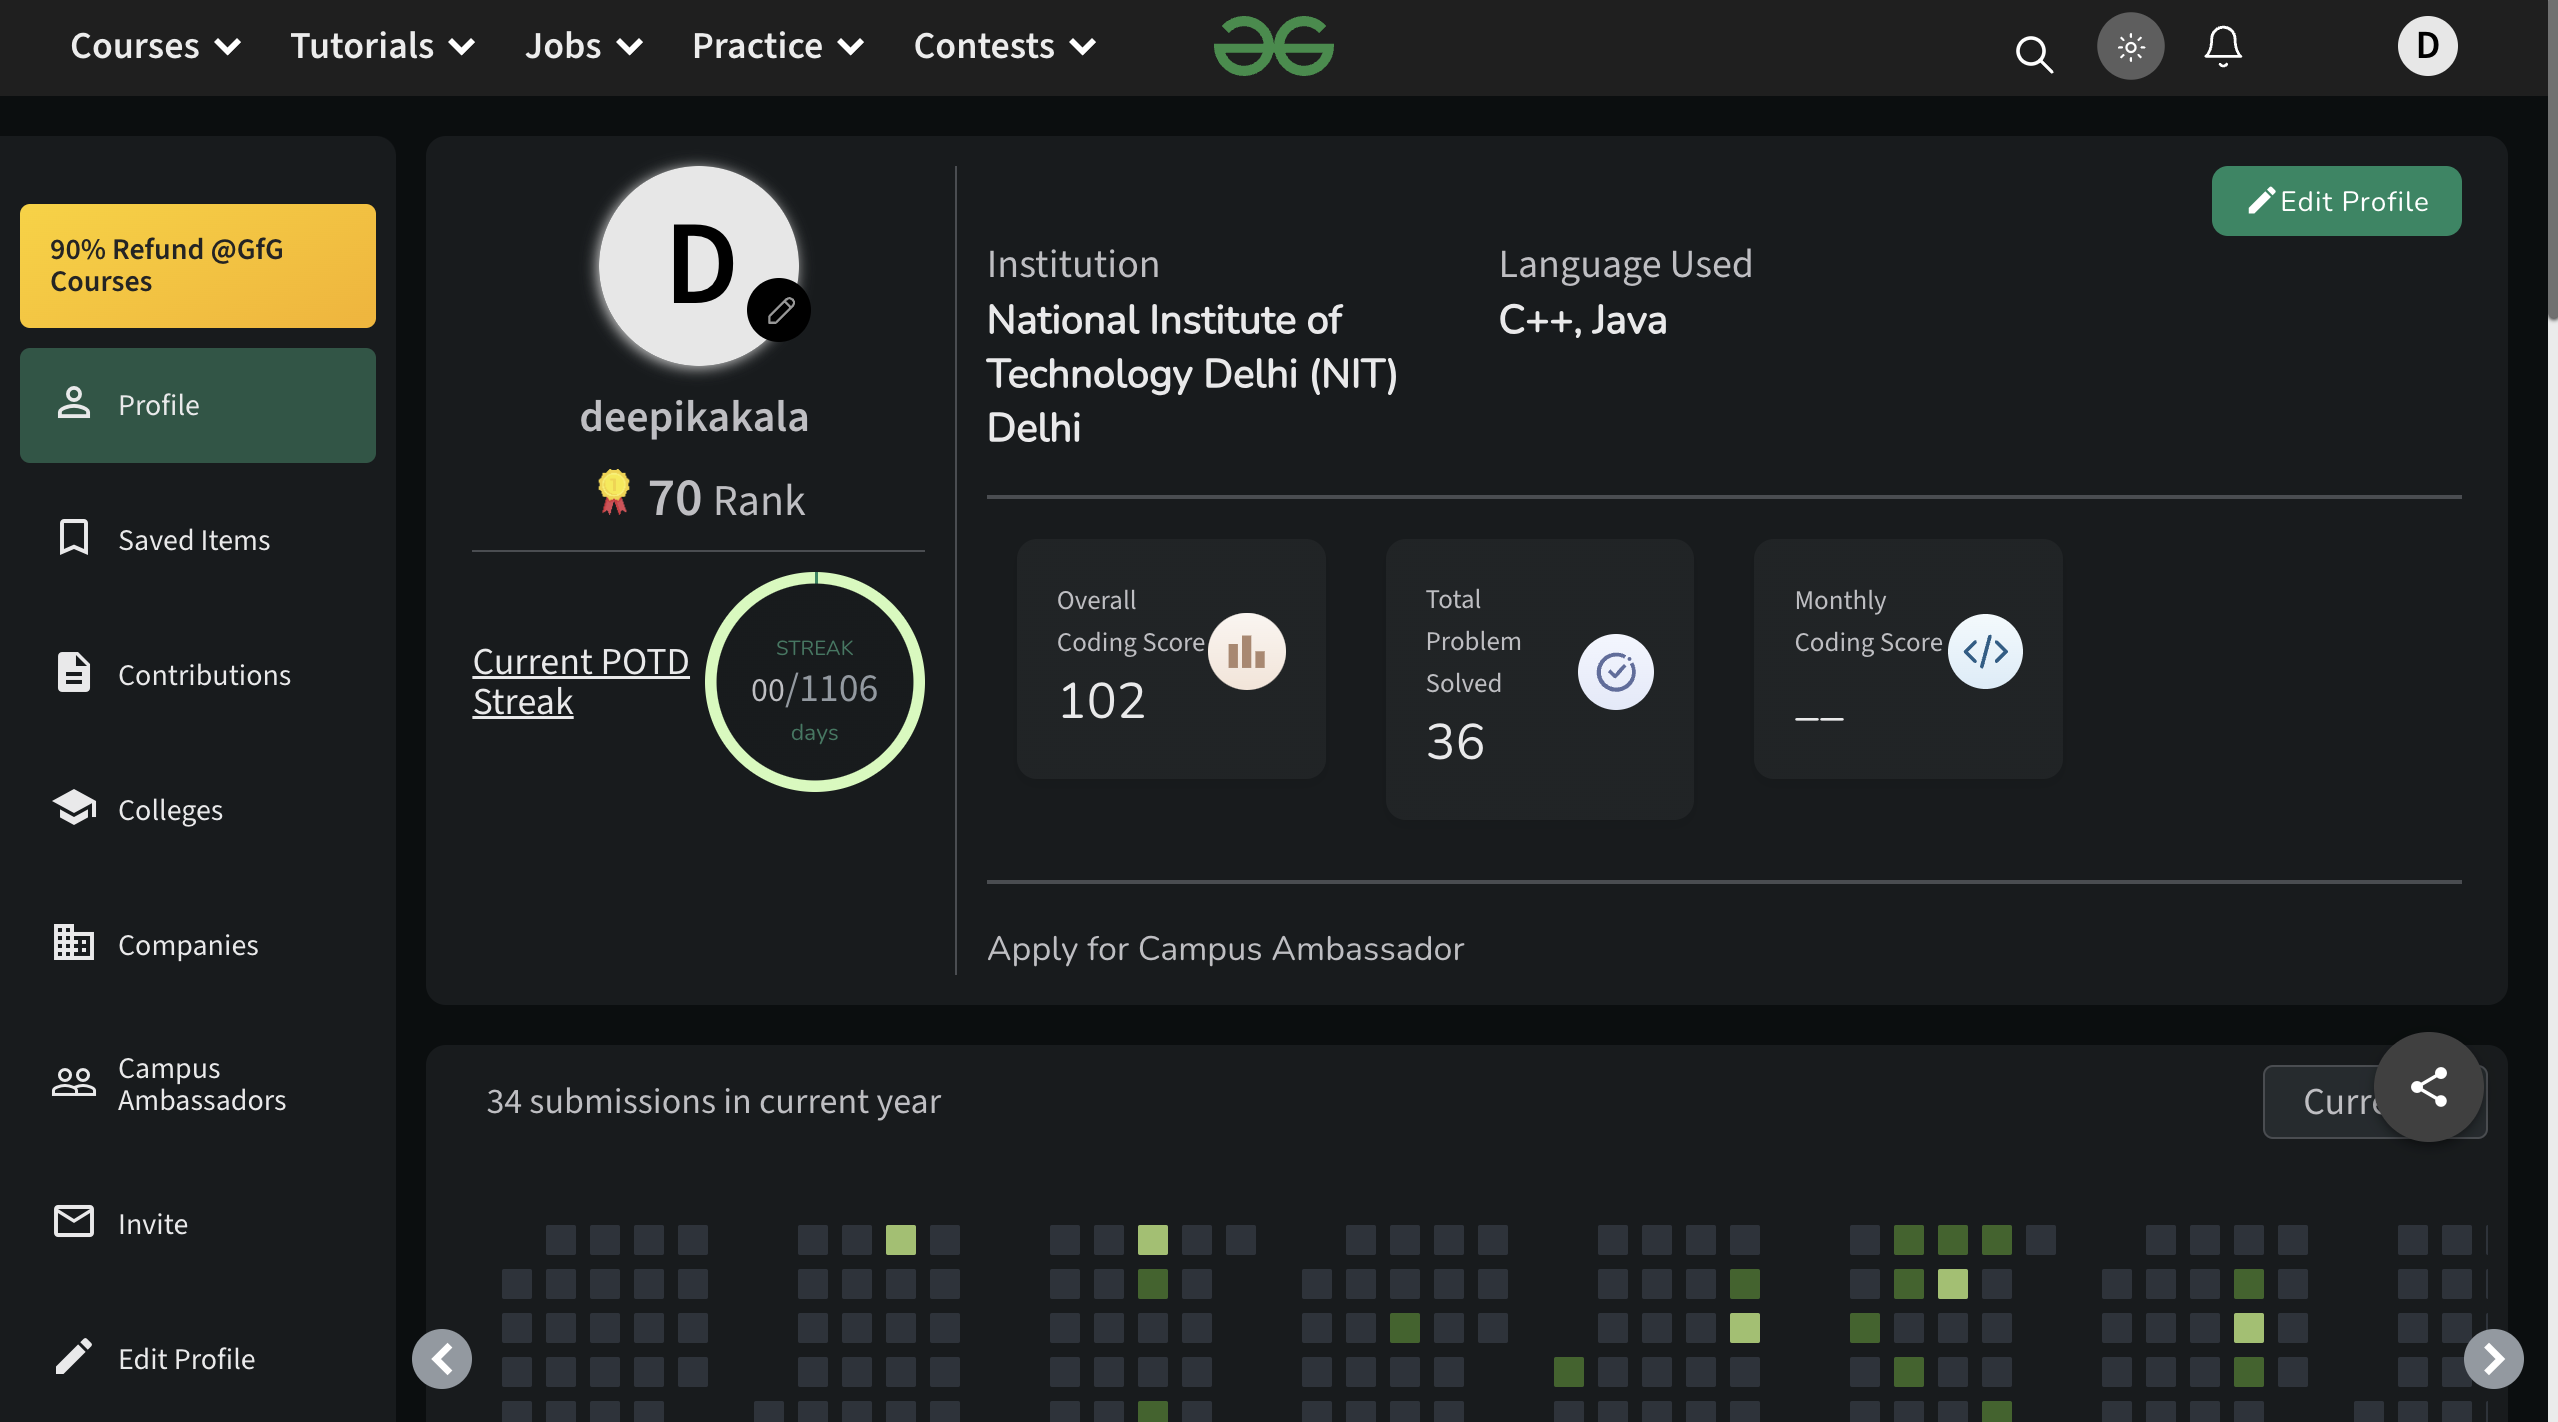 Courses
Tutorials
Jobs
Practice
Contests
D
90% Refund @GfG
Courses
Profile
Saved Items
Contributions
Colleges
Companies
Campus
Ambassadors
Invite
Edit Profile
D
deepikakala
1
70 Rank
Current POTD
Streak
STREAK
00/1106
days
Edit Profile
Institution
National Institute of
Technology Delhi (NIT)
Delhi
Language Used
C++, Java
Overall
Coding Score
102
Total
Problem
Solved
36
Monthly
Coding Score
__
Apply for Campus Ambassador
34 submissions in current year